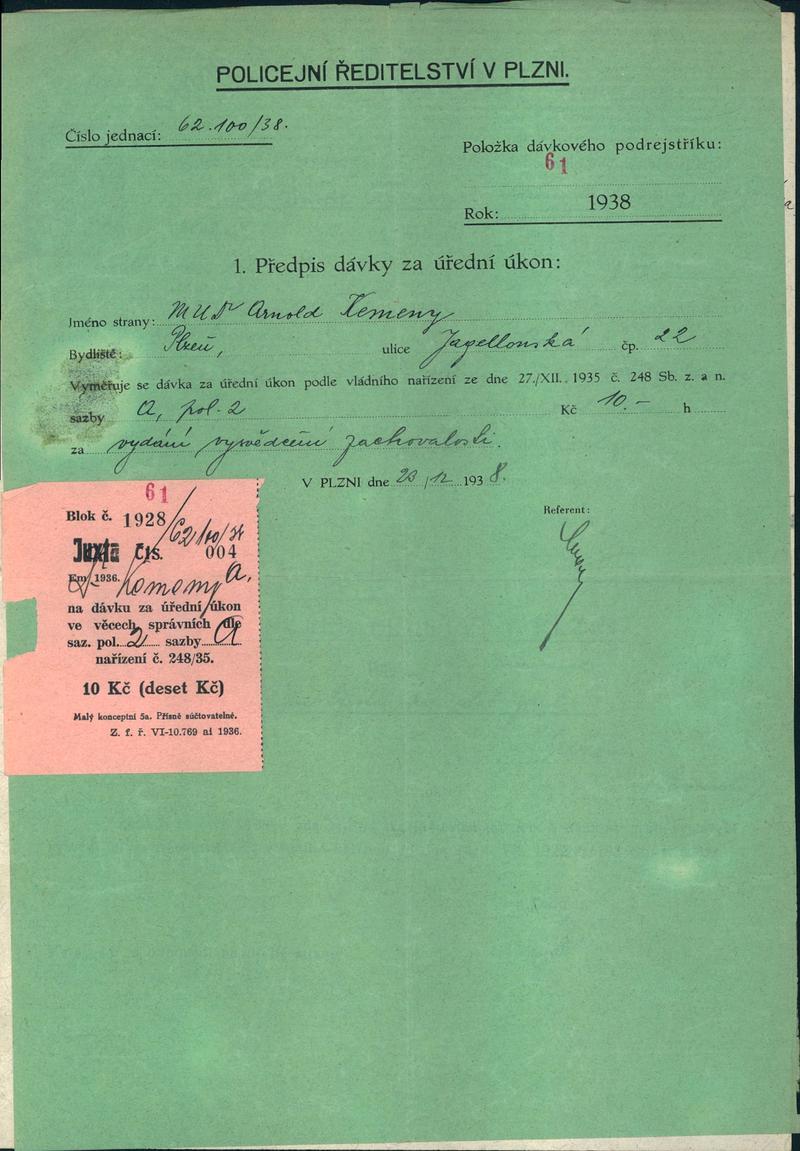 POLICEJNÍ ŘEDITELSTVÍ V PLZNI.
Číslo jednací: 62.100/38.
Položka dávkového podrejstříku:
61
Rok: 1938
1. Předpis dávky za úřední úkon:
Jméno strany: MUDr Arnold Kemeny
Bydliště: Plzeň, ulice Jagellonská čp. 22
Vyměřuje se dávka za úřední úkon podle vládního nařízení ze dne 27./XII. 1935 č. 248 Sb. z. a n.
sazby A, pol. 2 Kč 10.– h
za vydání vysvědčení zachovalosti.
V PLZNI dne 23/12 1938.
Referent:
61
Blok č. 1928 62100/38
Juxta čís. 004
Em. 1936. Kemeny A.
na dávku za úřední úkon
ve věcech správních dle
saz. pol. 2 sazby A
nařízení č. 248/35.
10 Kč (deset Kč)
Malý konceptní 5a. Přísně súčtovatelné.
Z. f. ř. VI-10.769 ai 1936.